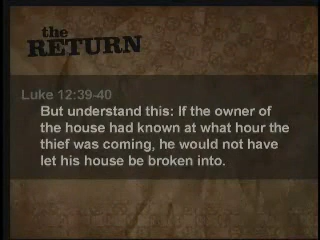 the
RETURN
Luke 12:39-40
But understand this: If the owner of
the house had known at what hour the
thief was coming, he would not have
let his house be broken into.